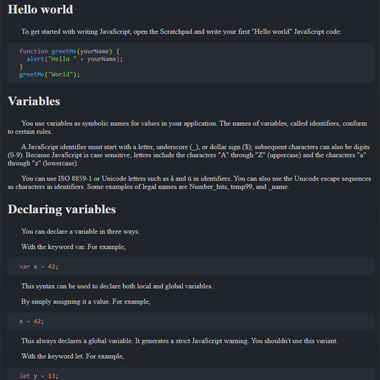 Hello world
To get started with writing JavaScript, open the Scratchpad and write your first "Hello world" JavaScript code:
function greetMe(yourName) {
alert("Hello " + yourName);
}
greetMe("World");
Variables
You use variables as symbolic names for values in your application. The names of variables, called identifiers, conform
to certain rules.
A JavaScript identifier must start with a letter, underscore (_), or dollar sign ($); subsequent characters can also be digits
(0-9). Because JavaScript is case sensitive, letters include the characters "A" through "Z" (uppercase) and the characters "a"
through "z" (lowercase).
You can use ISO 8859-1 or Unicode letters such as å and ü in identifiers. You can also use the Unicode escape sequences
as characters in identifiers. Some examples of legal names are Number_hits, temp99, and _name.
Declaring variables
You can declare a variable in three ways:
With the keyword var. For example,
var x = 42;
This syntax can be used to declare both local and global variables.
By simply assigning it a value. For example,
x = 42;
This always declares a global variable. It generates a strict JavaScript warning. You shouldn't use this variant.
With the keyword let. For example,
let y = 13;